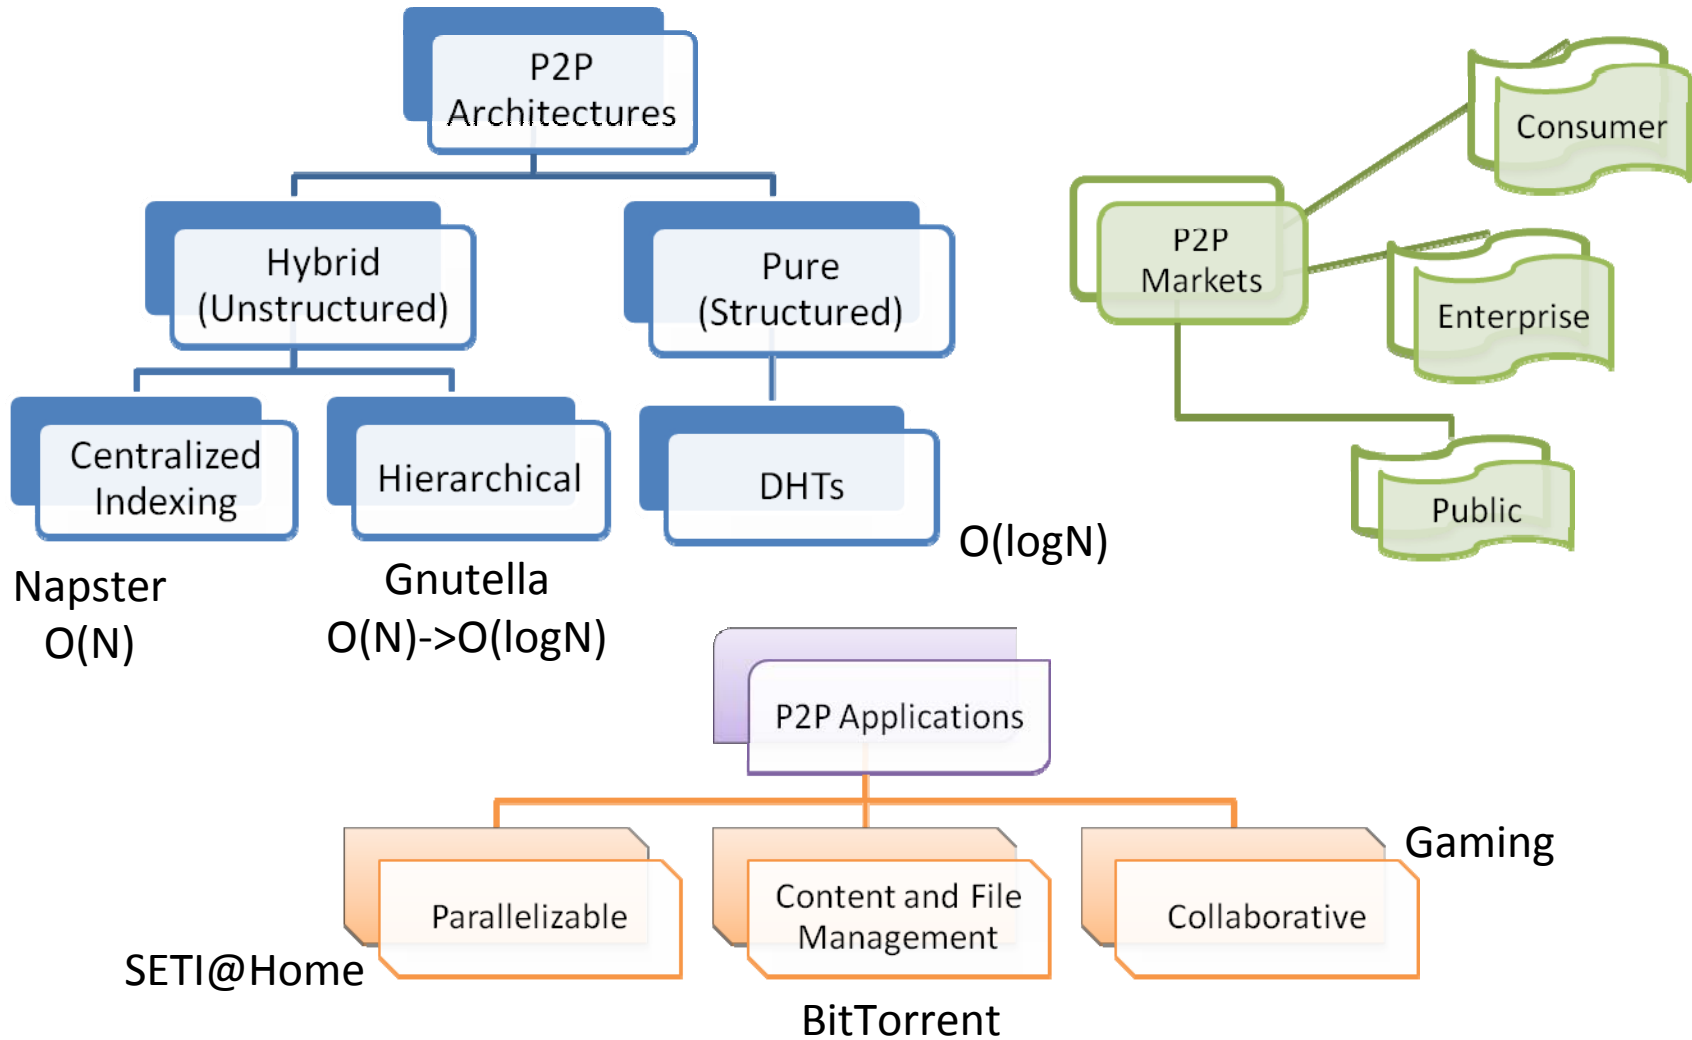 P2P
Architectures
Hybrid
(Unstructured)
Pure
(Structured)
Centralized
Indexing
Hierarchical
DHTs
Napster
O(N)
Gnutella
O(N)->O(logN)
O(logN)
P2P
Markets
Consumer
Enterprise
Public
P2P Applications
Parallelizable
SETI@Home
Content and File
Management
BitTorrent
Collaborative
Gaming